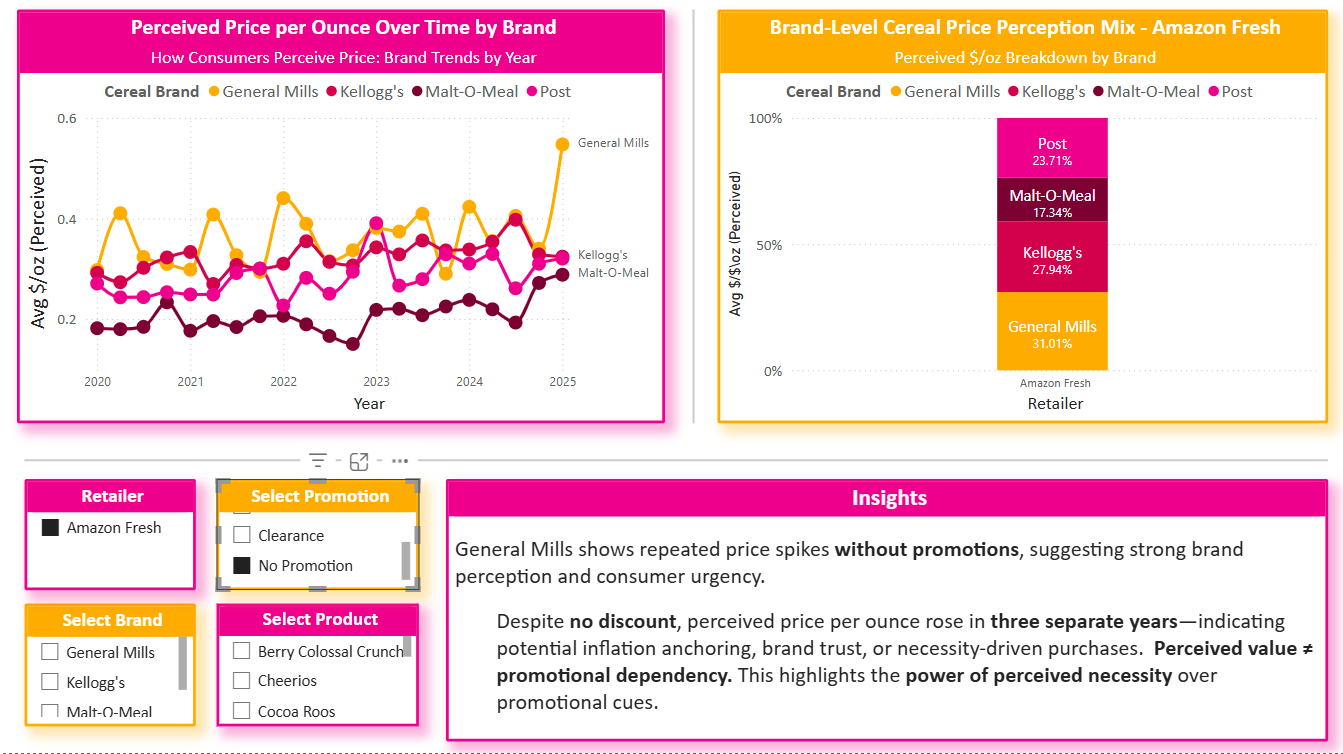 Perceived Price per Ounce Over Time by Brand
How Consumers Perceive Price: Brand Trends by Year
Cereal Brand General Mills Kellogg's Malt-O-Meal Post
Avg $/oz (Perceived)
0.6
0.4
0.2
General Mills
Kellogg's
Malt-O-Meal
2020 2021 2022 2023 2024 2025
Year
Brand-Level Cereal Price Perception Mix - Amazon Fresh
Perceived $/oz Breakdown by Brand
Cereal Brand General Mills Kellogg's Malt-O-Meal Post
Avg $/$\oz (Perceived)
100%
50%
0%
Post
23.71%
Malt-O-Meal
17.34%
Kellogg's
27.94%
General Mills
31.01%
Amazon Fresh
Retailer
Retailer
Amazon Fresh
Select Promotion
Clearance
No Promotion
Select Brand
General Mills
Kellogg's
Malt-O-Meal
Select Product
Berry Colossal Crunch
Cheerios
Cocoa Roos
Insights
General Mills shows repeated price spikes without promotions, suggesting strong brand
perception and consumer urgency.
Despite no discount, perceived price per ounce rose in three separate years—indicating
potential inflation anchoring, brand trust, or necessity-driven purchases. Perceived value ≠
promotional dependency. This highlights the power of perceived necessity over
promotional cues.